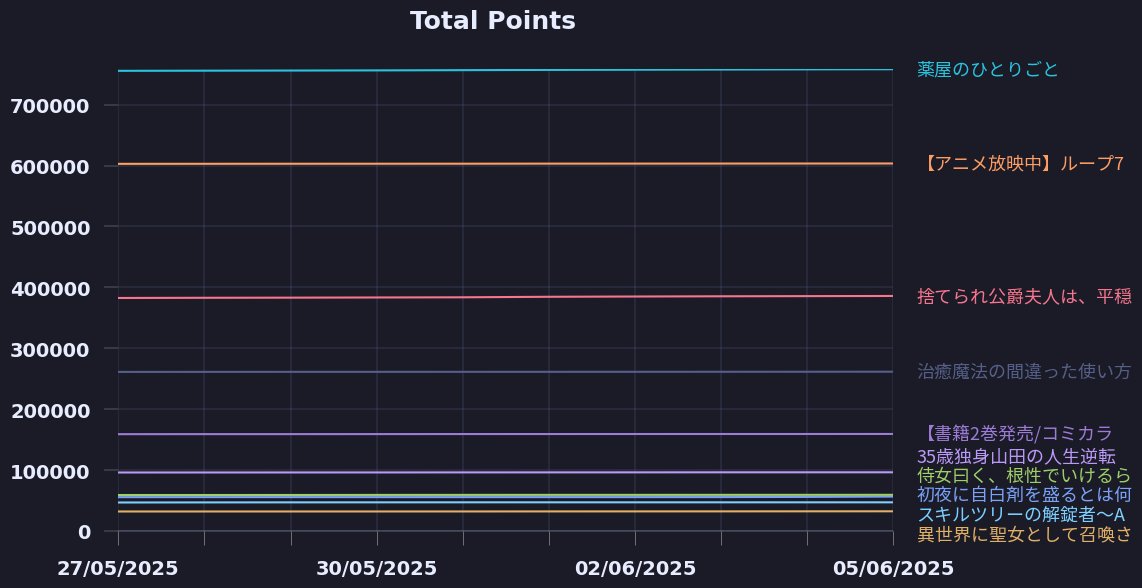 Total Points
700000
600000
500000
400000
300000
200000
100000
0
27/05/2025
30/05/2025
02/06/2025
05/06/2025
薬屋のひとりごと
【アニメ放映中】ループ7
捨てられ公爵夫人は、平穏
治癒魔法の間違った使い方
【書籍2巻発売/コミカラ
35歳独身山田の人生逆転
侍女曰く、根性でいけるら
初夜に自白剤を盛るとは何
スキルツリーの解錠者～A
異世界に聖女として召喚さ